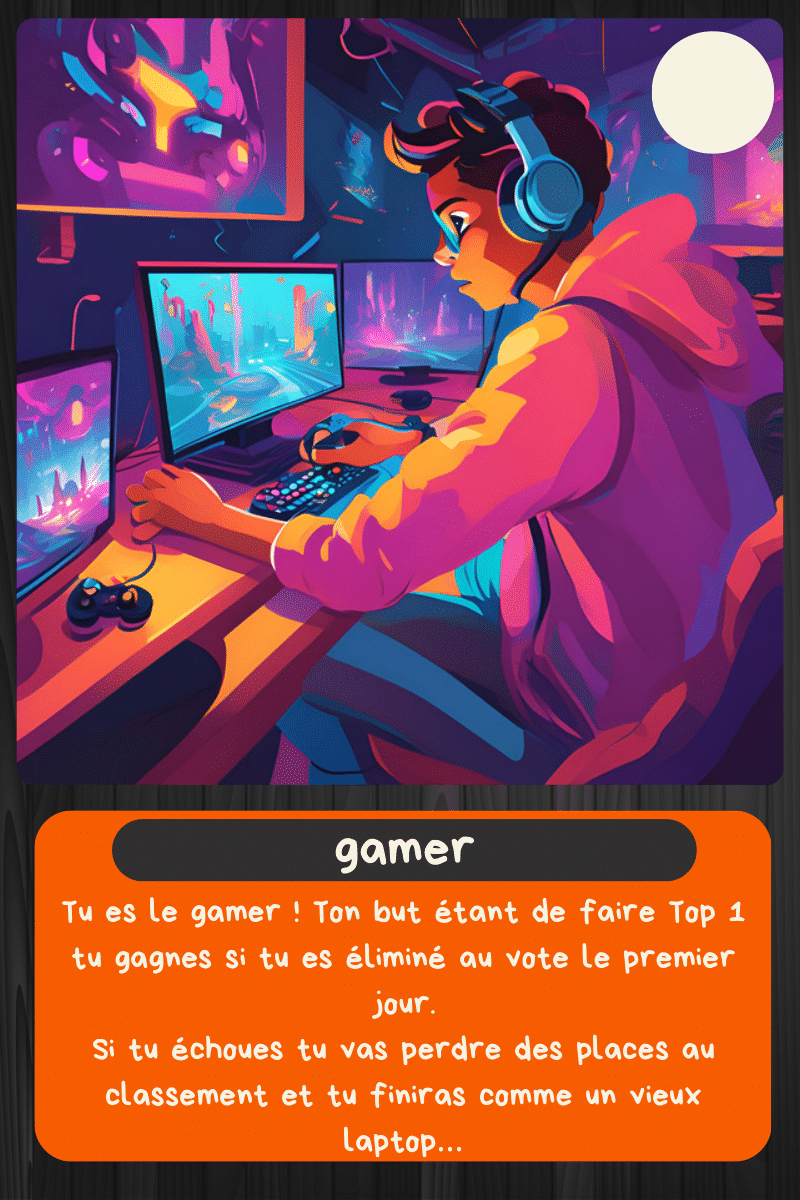 gamer
Tu es le gamer ! Ton but étant de faire Top 1
tu gagnes si tu es éliminé au vote le premier
jour.
Si tu échoues tu vas perdre des places au
classement et tu finiras comme un vieux
laptop...